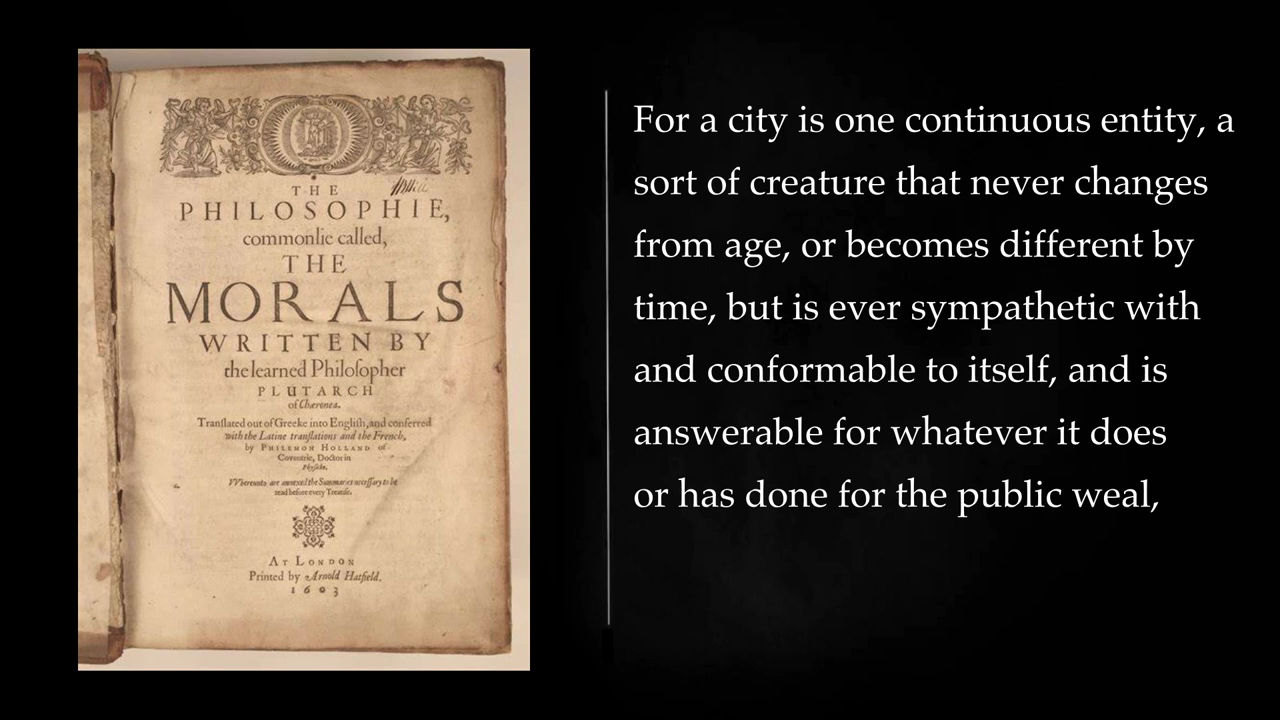 THE
PHILOSOPHIE,
commonlie called,
THE
MORALS
WRITTEN BY
the learned Philoſopher
PLUTARCH
of Chæronea.
Tranſlated out of Greeke into Engliſh, and conferred
with the Latine tranſlations and the French,
by PHILEMON HOLLAND of
Coventrie, Doctor in
Phyſicke.
VVhereunto are annexed the Summaries neceſſary to be
read before every Treatiſe.
AT LONDON
Printed by Arnold Hatfield.
1603
For a city is one continuous entity, a
sort of creature that never changes
from age, or becomes different by
time, but is ever sympathetic with
and conformable to itself, and is
answerable for whatever it does
or has done for the public weal,